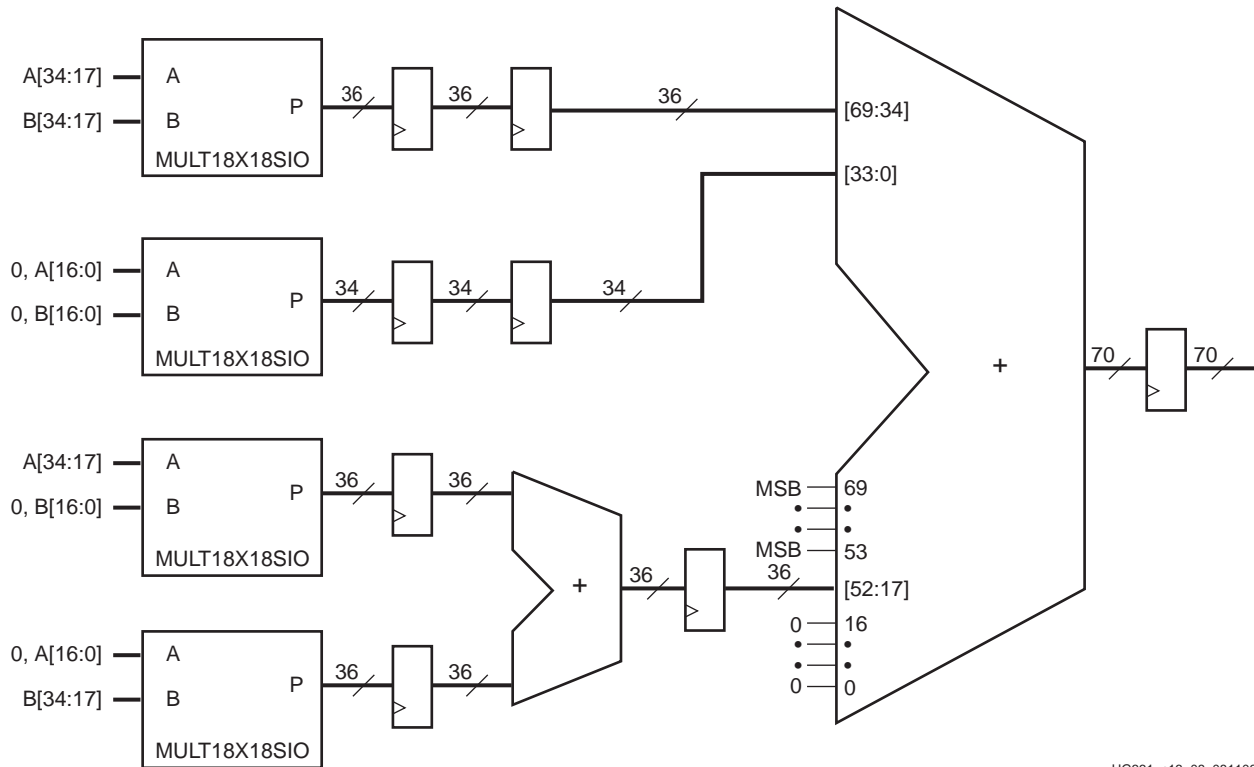 A[34:17]
B[34:17]
A
B
P
MULT18X18SIO
36
36
36
[69:34]
[33:0]
0, A[16:0]
0, B[16:0]
A
B
P
MULT18X18SIO
34
34
34
+
70
70
A[34:17]
0, B[16:0]
A
B
P
MULT18X18SIO
36
36
MSB
69
MSB
53
+
36
36
[52:17]
0
16
0
0
0, A[16:0]
B[34:17]
A
B
P
MULT18X18SIO
36
36